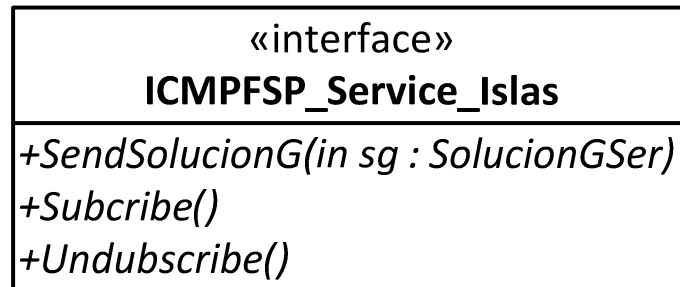 «interface»
ICMPFSP_Service_Islas
+SendSolucionG(in sg : SolucionGSer)
+Subcribe()
+Undubscribe()